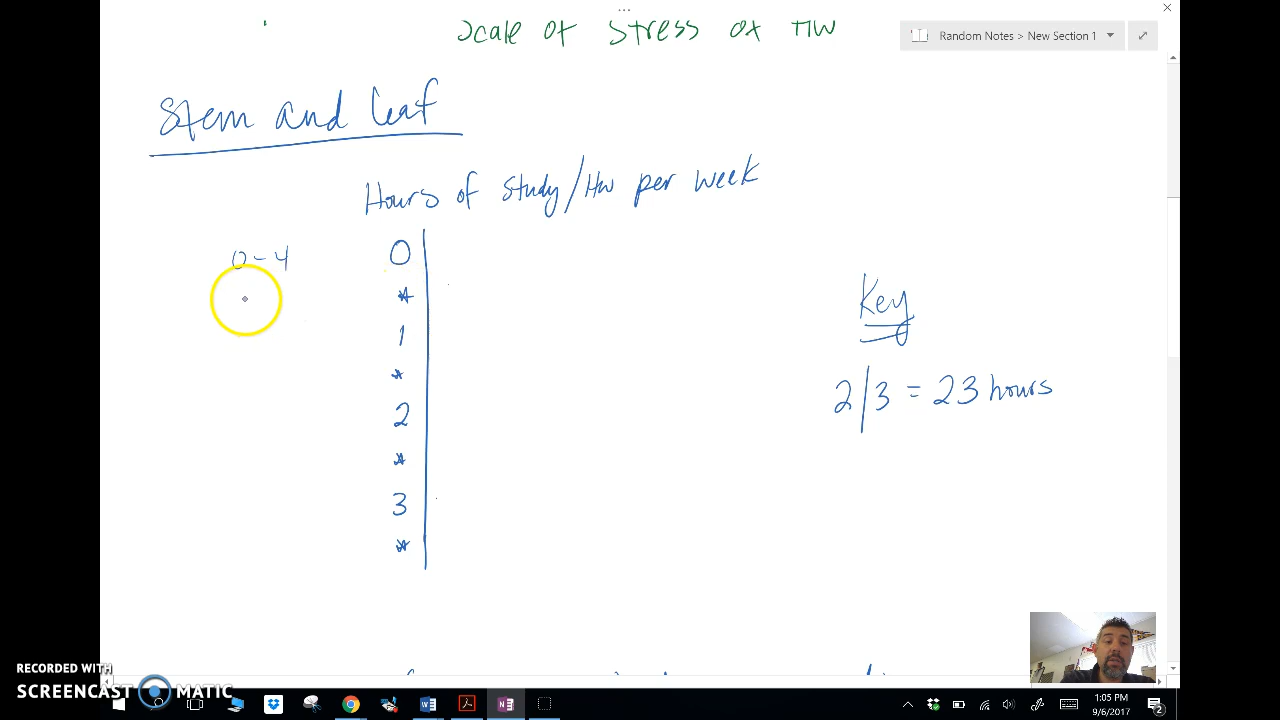 Scale of Stress of HW
Random Notes > New Section 1
Stem and leaf
Hours of study/HW per week
0-4
0
*
1
*
2
*
3
*
Key
2|3 = 23 hours
RECORDED WITH
SCREENCAST MATIC
1:05 PM
9/6/2017
2